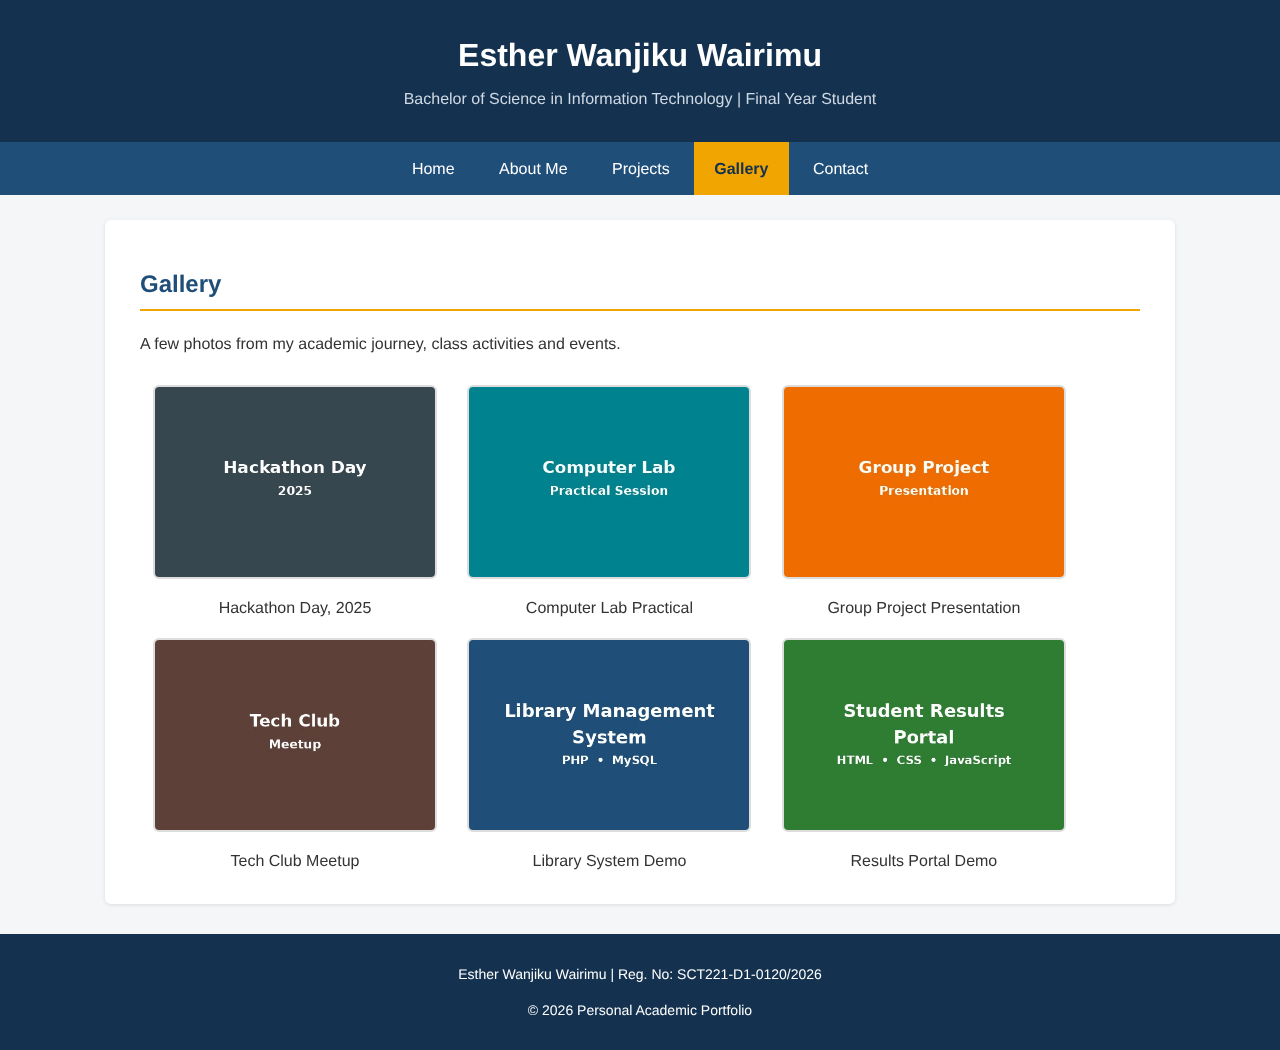 Esther Wanjiku Wairimu
Bachelor of Science in Information Technology | Final Year Student
Home
About Me
Projects
Gallery
Contact
Gallery
A few photos from my academic journey, class activities and events.
Hackathon Day
2025
Hackathon Day, 2025
Computer Lab
Practical Session
Computer Lab Practical
Group Project
Presentation
Group Project Presentation
Tech Club
Meetup
Tech Club Meetup
Library Management
System
PHP • MySQL
Library System Demo
Student Results
Portal
HTML • CSS • JavaScript
Results Portal Demo
Esther Wanjiku Wairimu | Reg. No: SCT221-D1-0120/2026
© 2026 Personal Academic Portfolio